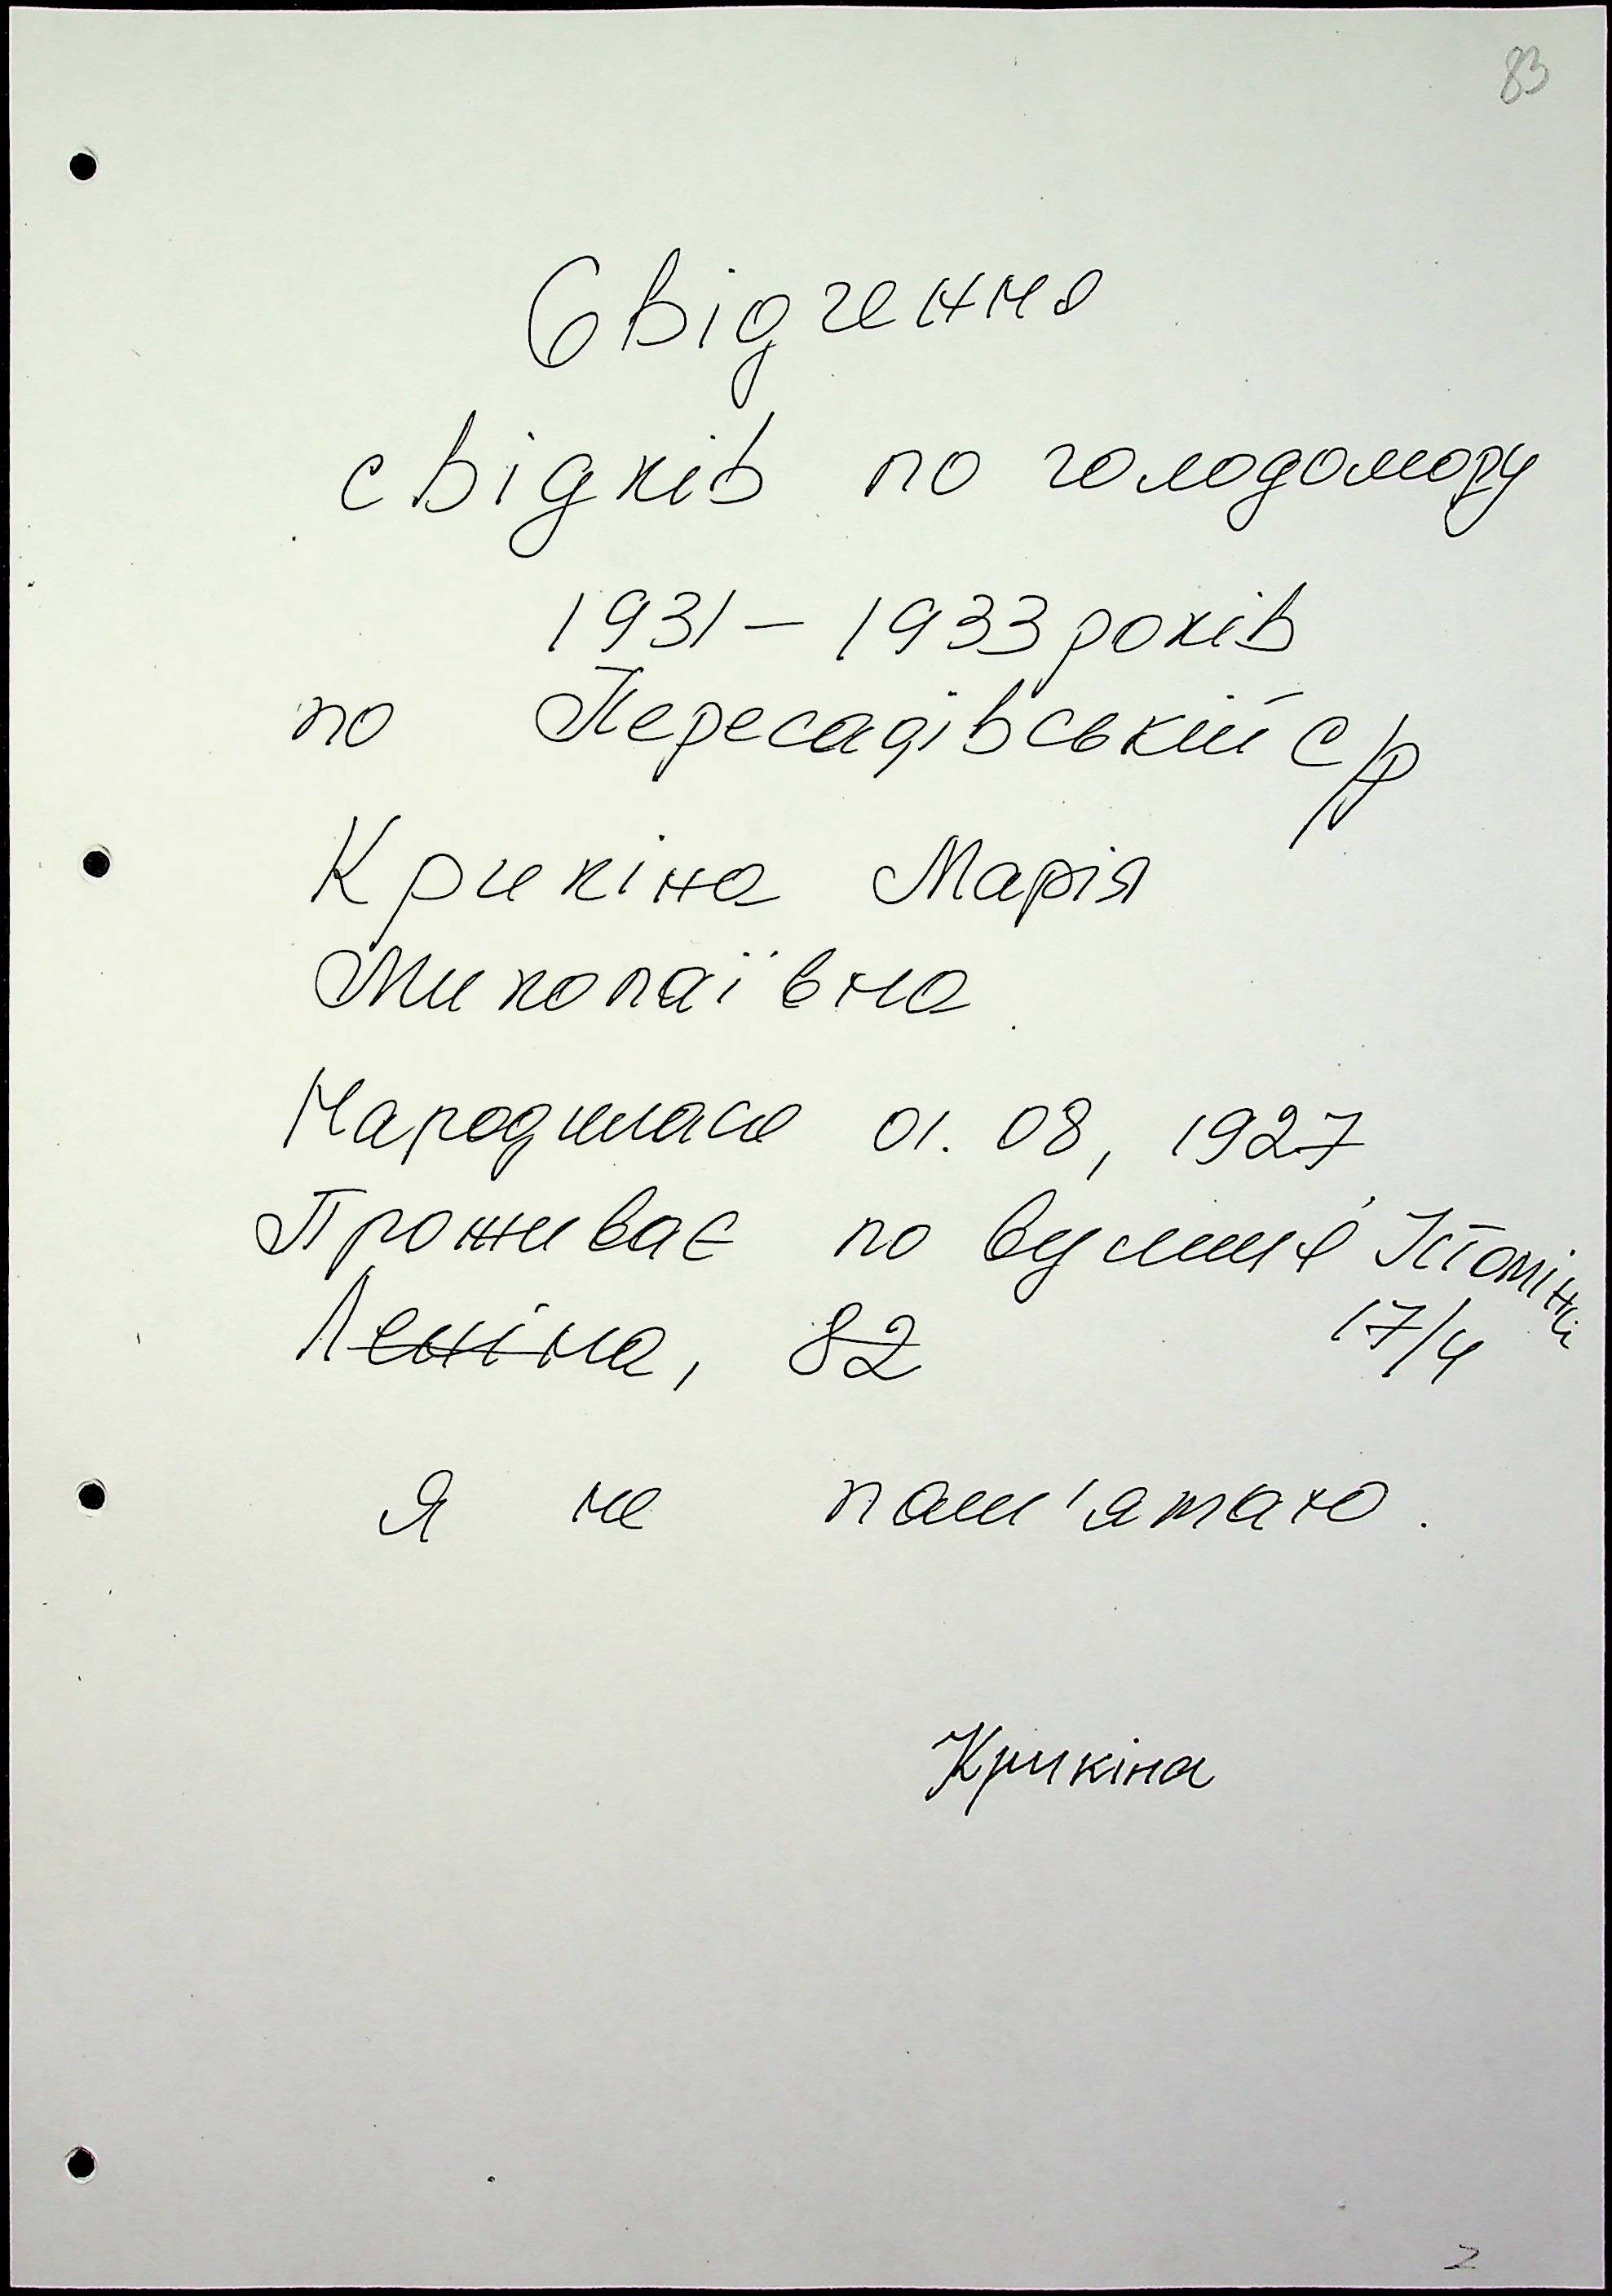 83
Свідчення
свідків по голодомору
1931 – 1933 років
по Пересадівській с/р
Крикіна Марія
Миколаївна
Народилася 01. 08, 1927
Проживає по вулиці Істоміна
Леніна, 82 17/4
Я не пам'ятаю.
Крикіна
2